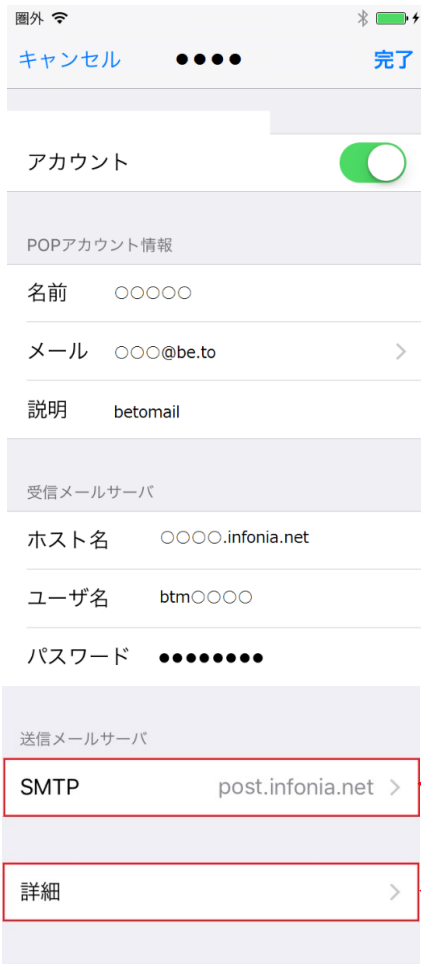 圏外
キャンセル ●●●● 完了
アカウント
POPアカウント情報
名前 ○○○○○
メール ○○○@be.to
説明 betomail
受信メールサーバ
ホスト名 ○○○○.infonia.net
ユーザ名 btm○○○○
パスワード ●●●●●●●●
送信メールサーバ
SMTP post.infonia.net
詳細